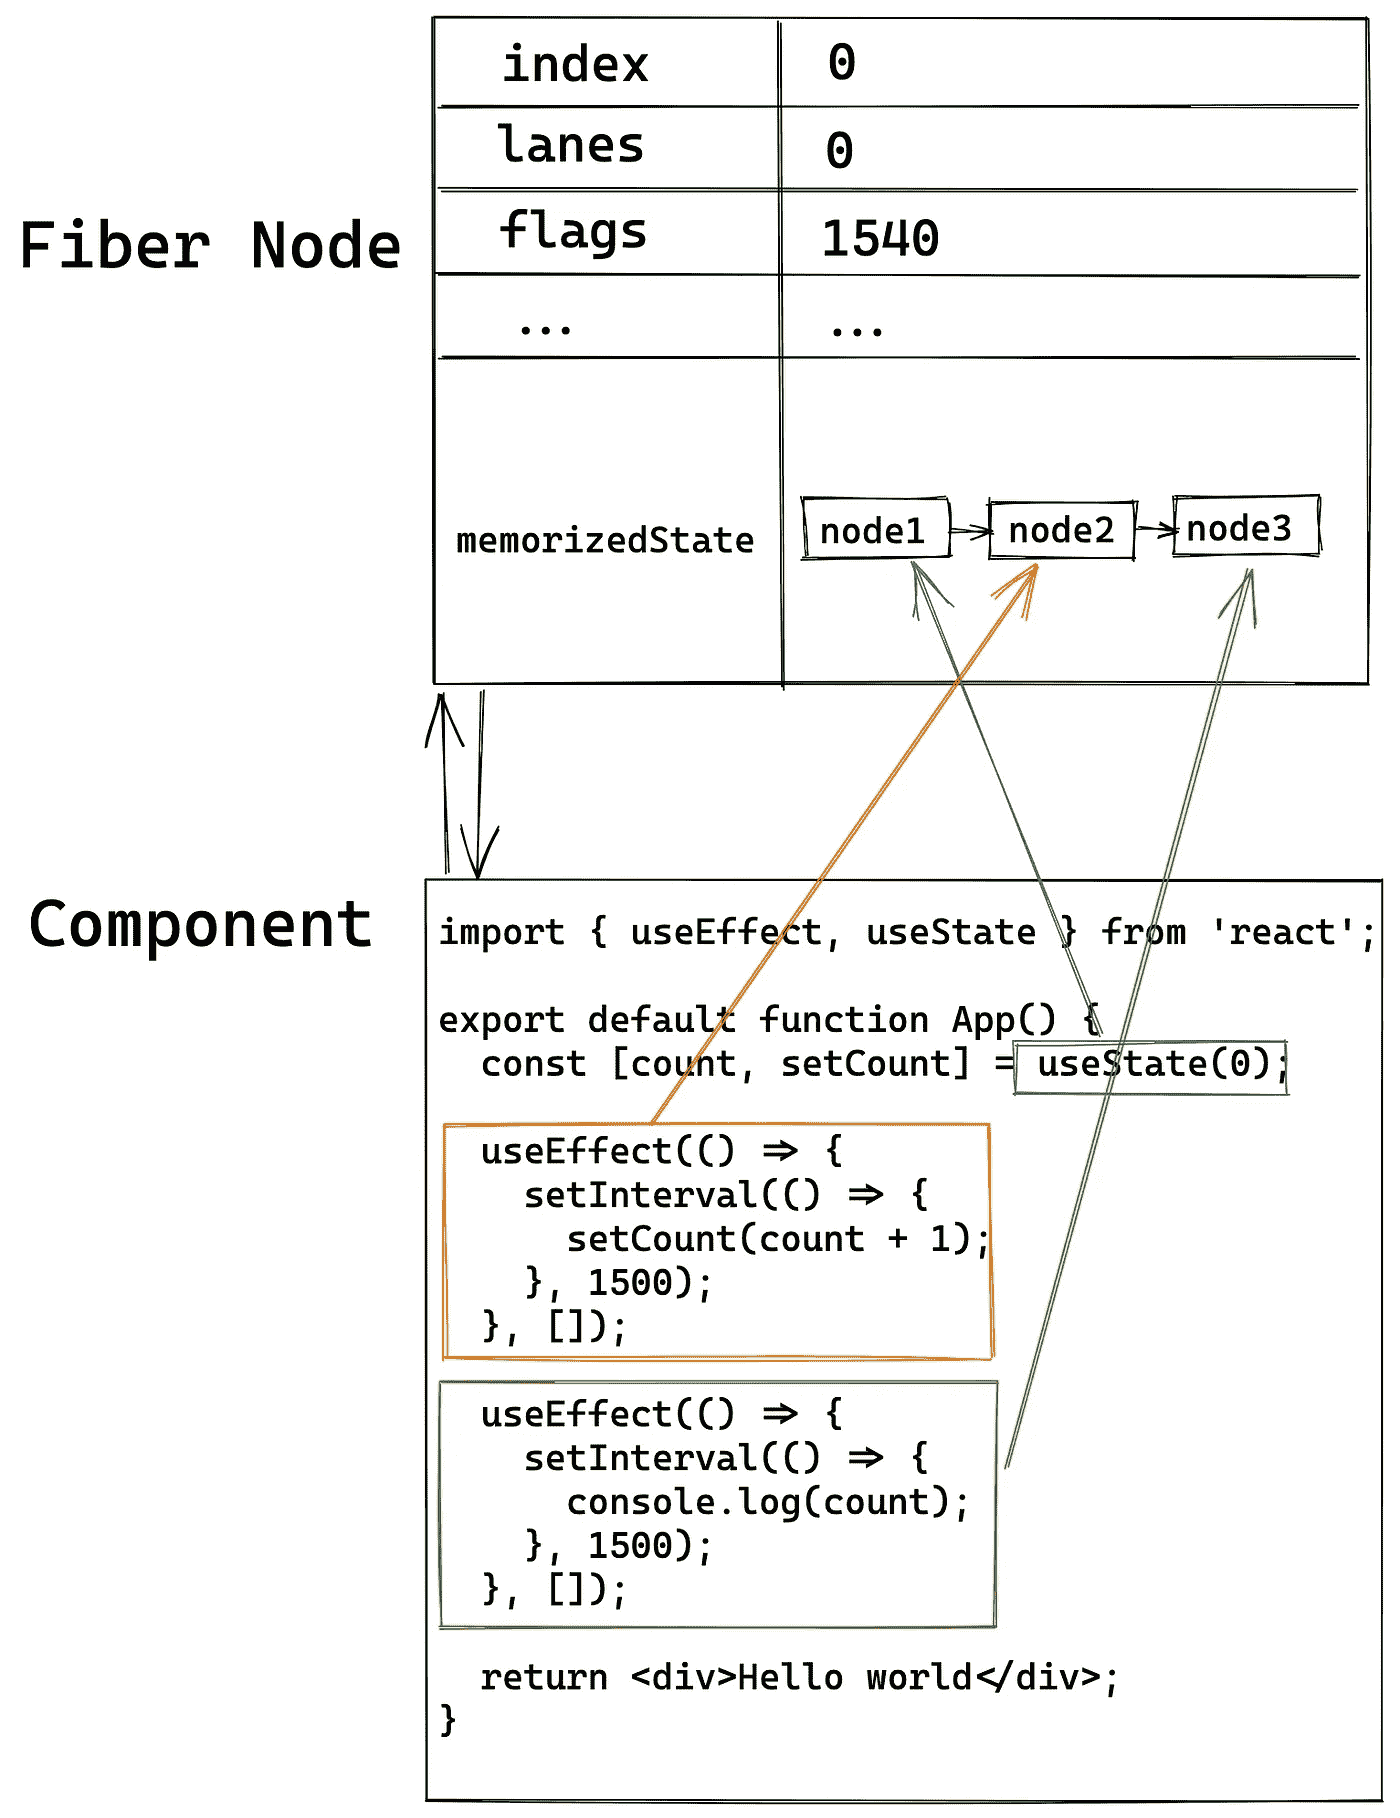 index 0
lanes 0
flags 1540
... ...
Fiber Node
memorizedState node1 node2 node3
Component
import { useEffect, useState } from 'react';
export default function App() {
const [count, setCount] = useState(0);
useEffect(() => {
setInterval(() => {
setCount(count + 1);
}, 1500);
}, []);
useEffect(() => {
setInterval(() => {
console.log(count);
}, 1500);
}, []);
return <div>Hello world</div>;
}